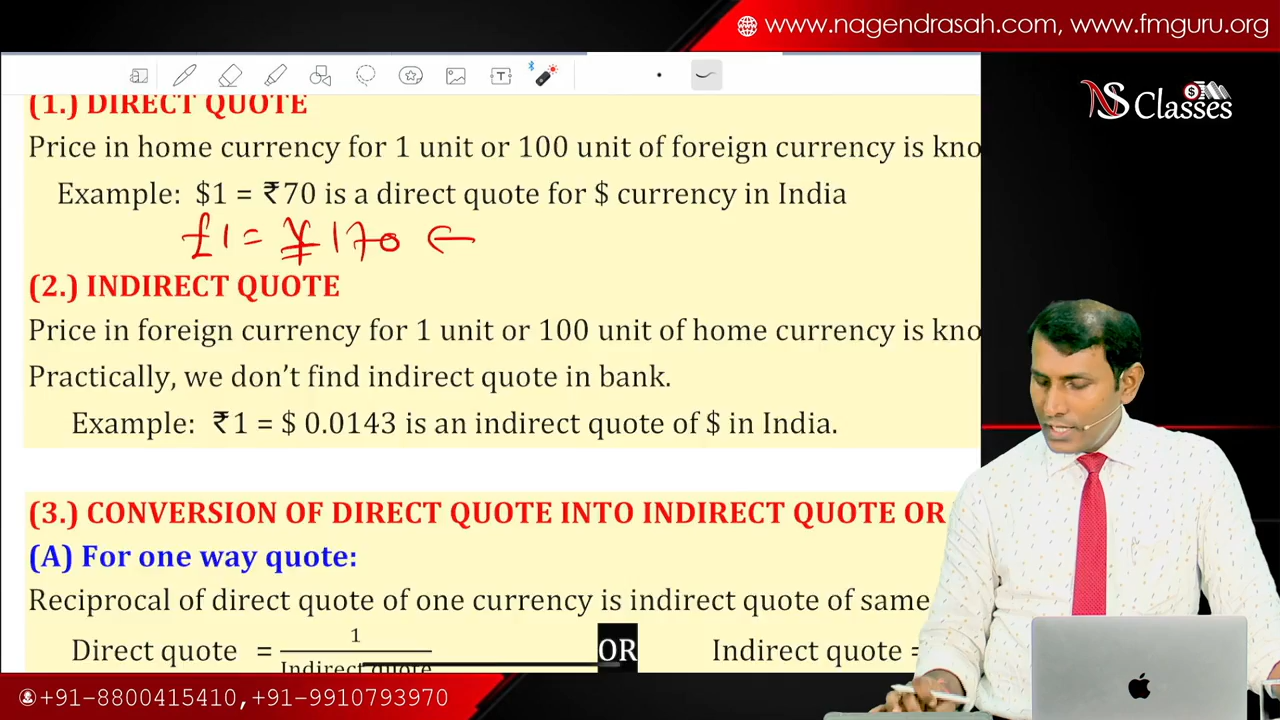 www.nagendrasah.com, www.fmguru.org
NS Classes
(1.) DIRECT QUOTE
Price in home currency for 1 unit or 100 unit of foreign currency is kno
Example: $1 = ₹70 is a direct quote for $ currency in India
£1 = ¥170 ←
(2.) INDIRECT QUOTE
Price in foreign currency for 1 unit or 100 unit of home currency is kno
Practically, we don't find indirect quote in bank.
Example: ₹1 = $ 0.0143 is an indirect quote of $ in India.
(3.) CONVERSION OF DIRECT QUOTE INTO INDIRECT QUOTE OR
(A) For one way quote:
Reciprocal of direct quote of one currency is indirect quote of same
Direct quote = 1 / Indirect quote OR Indirect quote =
+91-8800415410,+91-9910793970